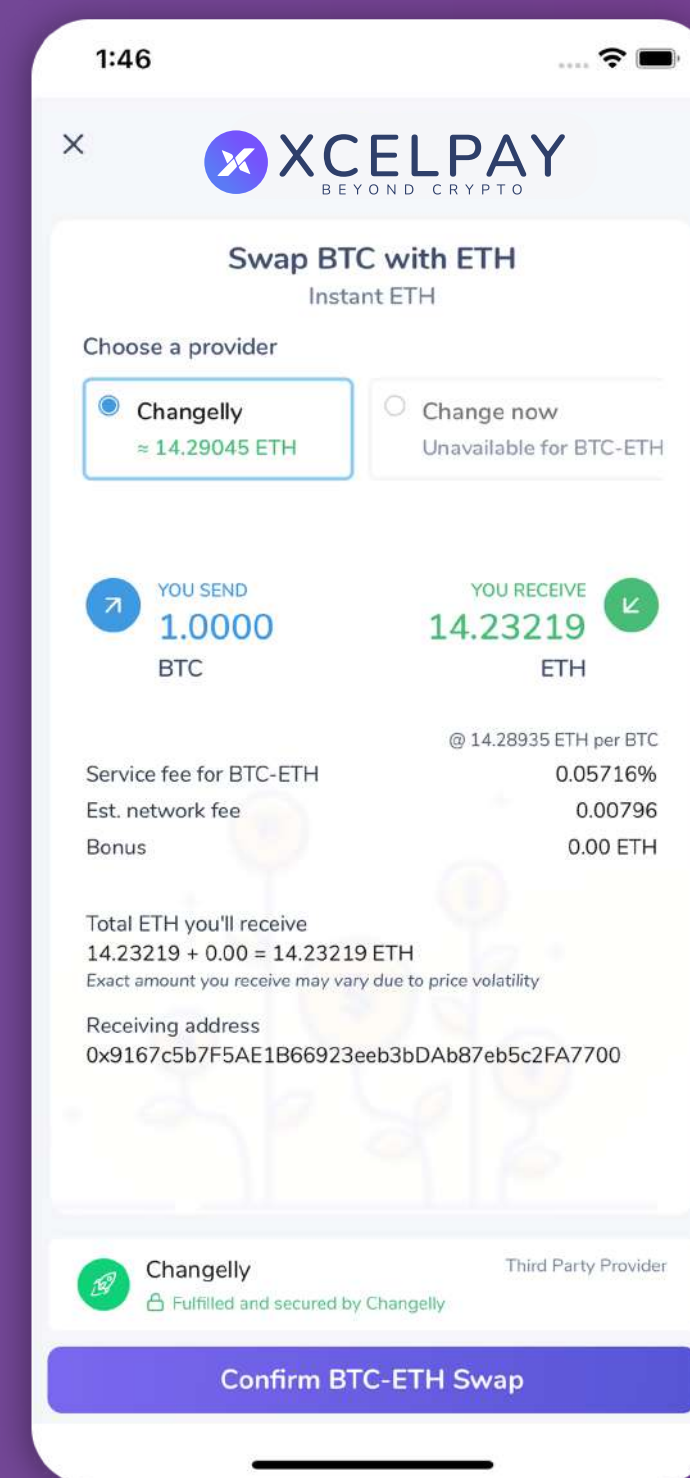 1:46
XCELPAY
BEYOND CRYPTO
Swap BTC with ETH
Instant ETH
Choose a provider
Changelly
≈ 14.29045 ETH
Change now
Unavailable for BTC-ETH
YOU SEND
1.0000
BTC
YOU RECEIVE
14.23219
ETH
@ 14.28935 ETH per BTC
Service fee for BTC-ETH 0.05716%
Est. network fee 0.00796
Bonus 0.00 ETH
Total ETH you'll receive
14.23219 + 0.00 = 14.23219 ETH
Exact amount you receive may vary due to price volatility
Receiving address
0x9167c5b7F5AE1B66923eeb3bDAb87eb5c2FA7700
Changelly
Third Party Provider
Fulfilled and secured by Changelly
Confirm BTC-ETH Swap